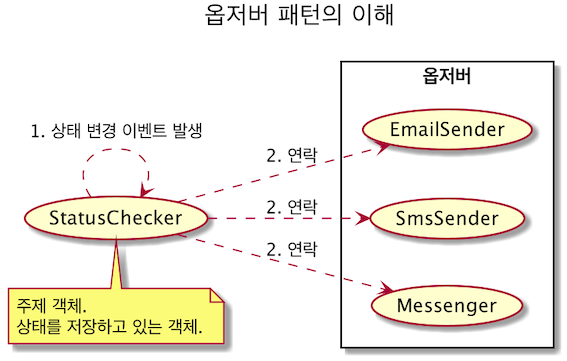 옵저버 패턴의 이해
옵저버
1. 상태 변경 이벤트 발생
EmailSender
2. 연락
StatusChecker
2. 연락
SmsSender
2. 연락
Messenger
주제 객체.
상태를 저장하고 있는 객체.